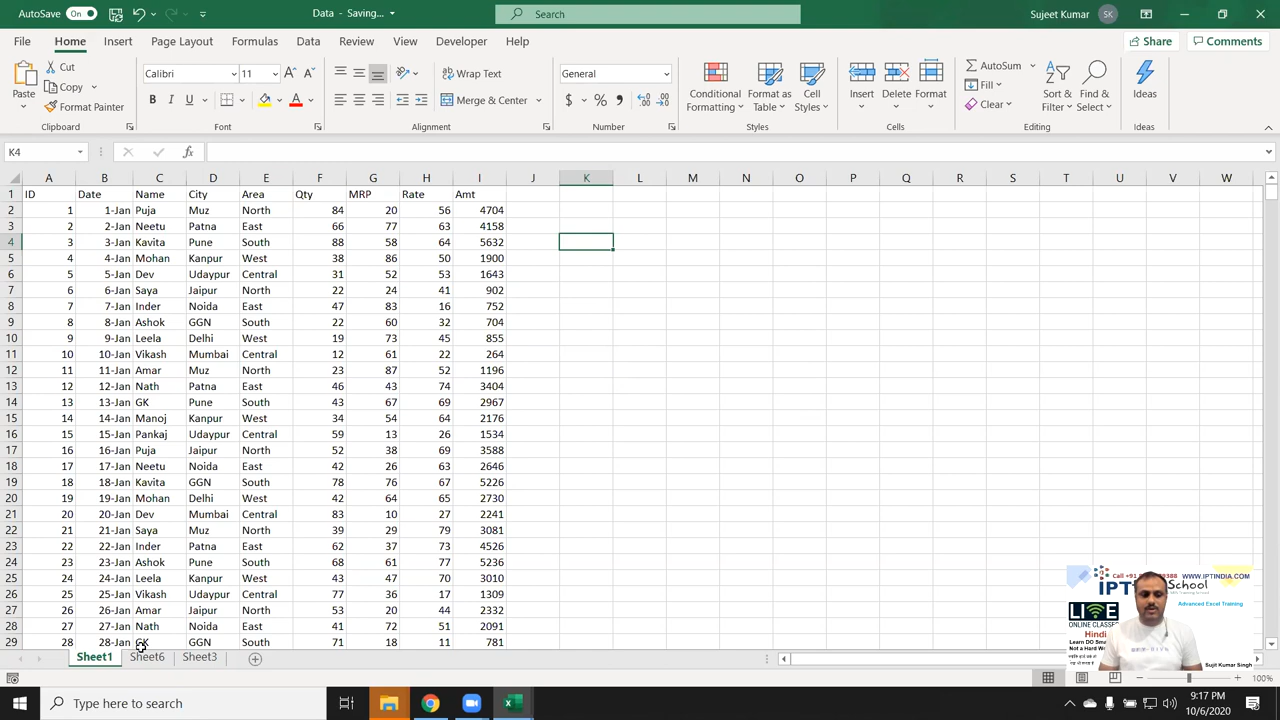 AutoSave On Data - Saving... Search Sujeet Kumar SK
File Home Insert Page Layout Formulas Data Review View Developer Help Share Comments
Paste Cut Copy Format Painter Clipboard
Calibri 11 B I U Font
Wrap Text Merge & Center Alignment
General $ % Number
Conditional Formatting Format as Table Cell Styles Styles
Insert Delete Format Cells
AutoSum Fill Clear Sort & Filter Find & Select Editing
Ideas Ideas
K4 fx
A B C D E F G H I J K L M N O P Q R S T U V W
1 ID Date Name City Area Qty MRP Rate Amt
2 1 1-Jan Puja Muz North 84 20 56 4704
3 2 2-Jan Neetu Patna East 66 77 63 4158
4 3 3-Jan Kavita Pune South 88 58 64 5632
5 4 4-Jan Mohan Kanpur West 38 86 50 1900
6 5 5-Jan Dev Udaypur Central 31 52 53 1643
7 6 6-Jan Saya Jaipur North 22 24 41 902
8 7 7-Jan Inder Noida East 47 83 16 752
9 8 8-Jan Ashok GGN South 22 60 32 704
10 9 9-Jan Leela Delhi West 19 73 45 855
11 10 10-Jan Vikash Mumbai Central 12 61 22 264
12 11 11-Jan Amar Muz North 23 87 52 1196
13 12 12-Jan Nath Patna East 46 43 74 3404
14 13 13-Jan GK Pune South 43 67 69 2967
15 14 14-Jan Manoj Kanpur West 34 54 64 2176
16 15 15-Jan Pankaj Udaypur Central 59 13 26 1534
17 16 16-Jan Puja Jaipur North 52 38 69 3588
18 17 17-Jan Neetu Noida East 42 26 63 2646
19 18 18-Jan Kavita GGN South 78 76 67 5226
20 19 19-Jan Mohan Delhi West 42 64 65 2730
21 20 20-Jan Dev Mumbai Central 83 10 27 2241
22 21 21-Jan Saya Muz North 39 29 79 3081
23 22 22-Jan Inder Patna East 62 37 73 4526
24 23 23-Jan Ashok Pune South 68 61 77 5236
25 24 24-Jan Leela Kanpur West 43 47 70 3010
26 25 25-Jan Vikash Udaypur Central 77 31 17 1309
27 26 26-Jan Amar Jaipur North 53 20 44 2332
28 27 27-Jan Nath Noida East 41 72 51 2091
29 28 28-Jan GK GGN South 71 18 11 781
Call +91 WWW.IPTINDIA.COM
IPT School
Advanced Excel Training
LIVE
ONLINE CLASSES
Hindi
Learn DO Smar
Not a Hard W
Sujit Kumar Singh
Sheet1 Sheet6 Sheet3
100%
Type here to search
9:17 PM
10/6/2020